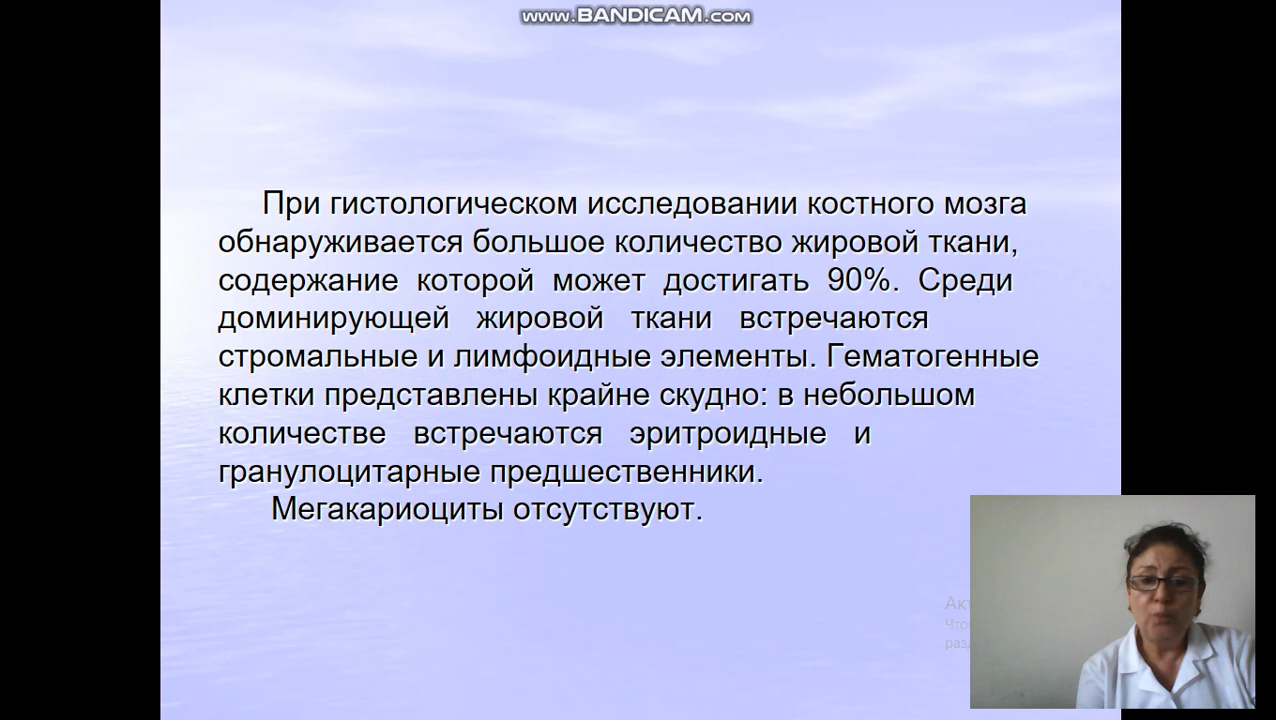 www.BANDICAM.com
При гистологическом исследовании костного мозга
обнаруживается большое количество жировой ткани,
содержание которой может достигать 90%. Среди
доминирующей жировой ткани встречаются
стромальные и лимфоидные элементы. Гематогенные
клетки представлены крайне скудно: в небольшом
количестве встречаются эритроидные и
гранулоцитарные предшественники.
Мегакариоциты отсутствуют.